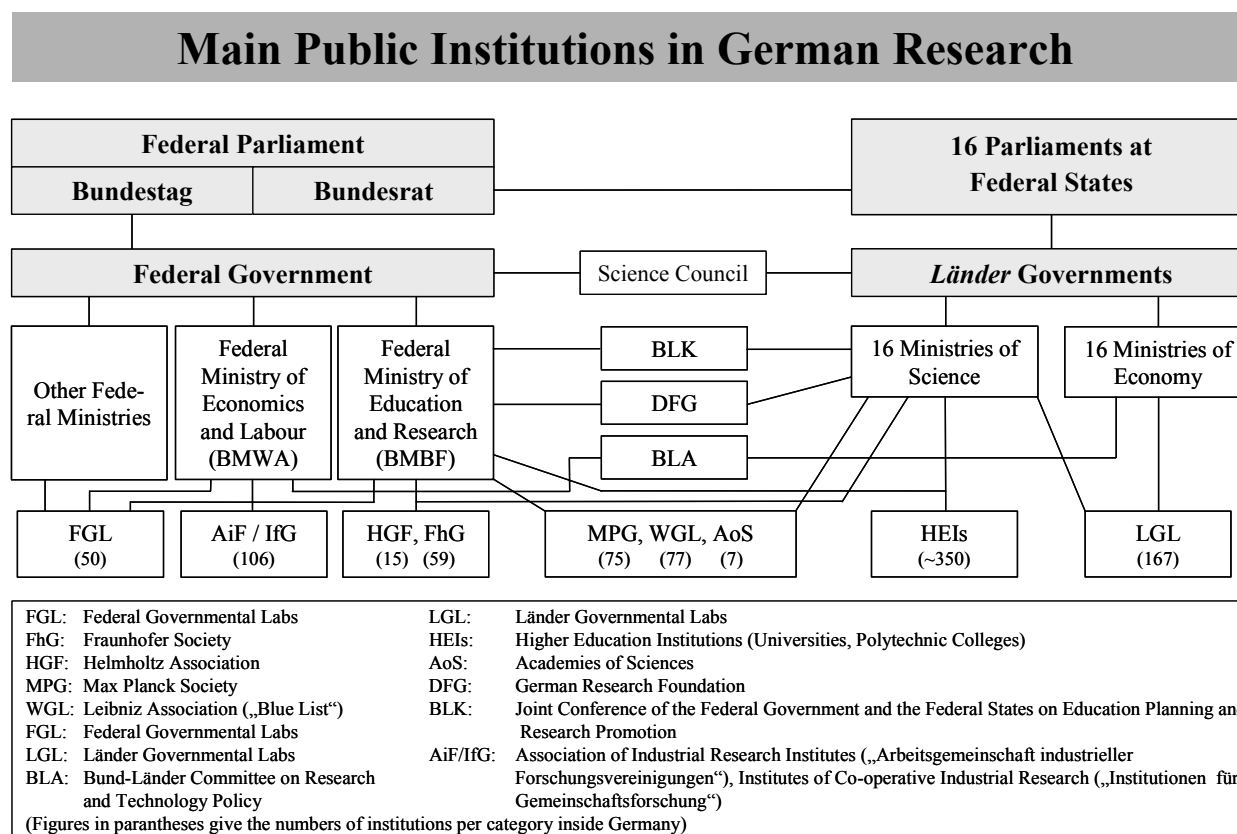 Main Public Institutions in German Research
Federal Parliament
Bundestag
Bundesrat
16 Parliaments at
Federal States
Federal Government
Science Council
Länder Governments
Other Fede-
ral Ministries
Federal
Ministry of
Economics
and Labour
(BMWA)
Federal
Ministry of
Education
and Research
(BMBF)
BLK
DFG
BLA
16 Ministries of
Science
16 Ministries of
Economy
FGL
(50)
AiF / IfG
(106)
HGF, FhG
(15) (59)
MPG, WGL, AoS
(75) (77) (7)
HEIs
(~350)
LGL
(167)
FGL: Federal Governmental Labs
FhG: Fraunhofer Society
HGF: Helmholtz Association
MPG: Max Planck Society
WGL: Leibniz Association („Blue List“)
FGL: Federal Governmental Labs
LGL: Länder Governmental Labs
BLA: Bund-Länder Committee on Research
and Technology Policy
LGL: Länder Governmental Labs
HEIs: Higher Education Institutions (Universities, Polytechnic Colleges)
AoS: Academies of Sciences
DFG: German Research Foundation
BLK: Joint Conference of the Federal Government and the Federal States on Education Planning an
Research Promotion
AiF/IfG: Association of Industrial Research Institutes („Arbeitsgemeinschaft industrieller
Forschungsvereinigungen“), Institutes of Co-operative Industrial Research („Institutionen für
Gemeinschaftsforschung“)
(Figures in parantheses give the numbers of institutions per category inside Germany)